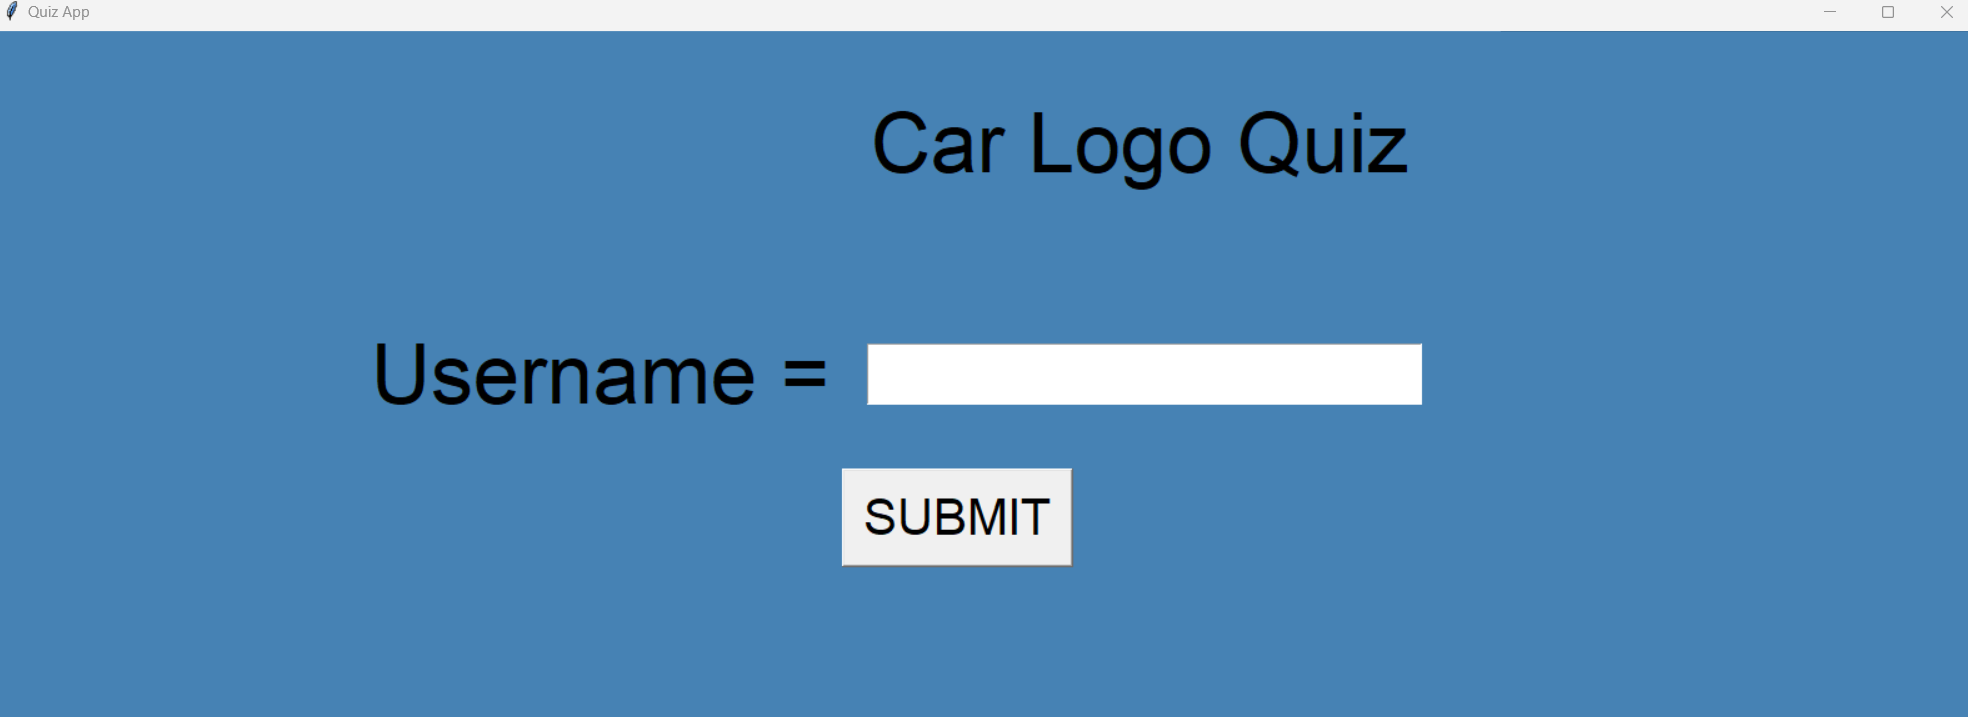 Quiz App
Car Logo Quiz
Username =
SUBMIT